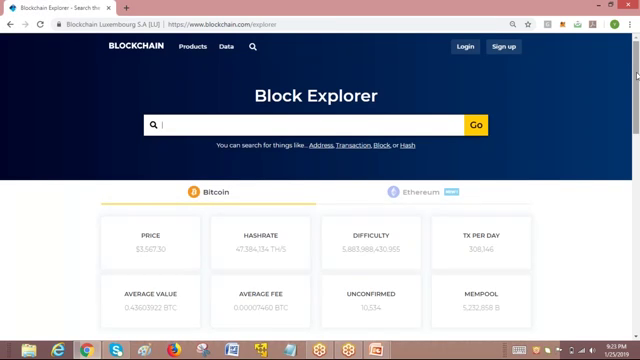 Blockchain Explorer - Search the
Blockchain Luxembourg S.A [LU] | https://www.blockchain.com/explorer
BLOCKCHAIN Products Data Login Sign up
Block Explorer
Go
You can search for things like... Address, Transaction, Block, or Hash
Bitcoin Ethereum
PRICE HASHRATE DIFFICULTY TX PER DAY
$3,567.30 47,384,134 TH/S 5,883,988,430,955 308,146
AVERAGE VALUE AVERAGE FEE UNCONFIRMED MEMPOOL
0.43603922 BTC 0.00007460 BTC 10,534 5,232,858 B
9:23 PM
1/25/2019